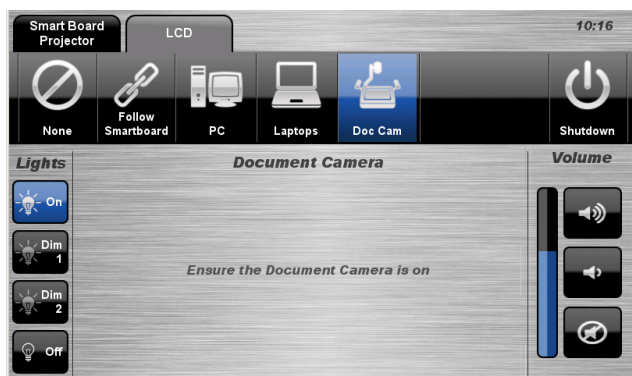 Smart Board
Projector
LCD
10:16
None
Follow
Smartboard
PC
Laptops
Doc Cam
Shutdown
Lights
Document Camera
Volume
On
Dim
1
Ensure the Document Camera is on
Dim
2
Off